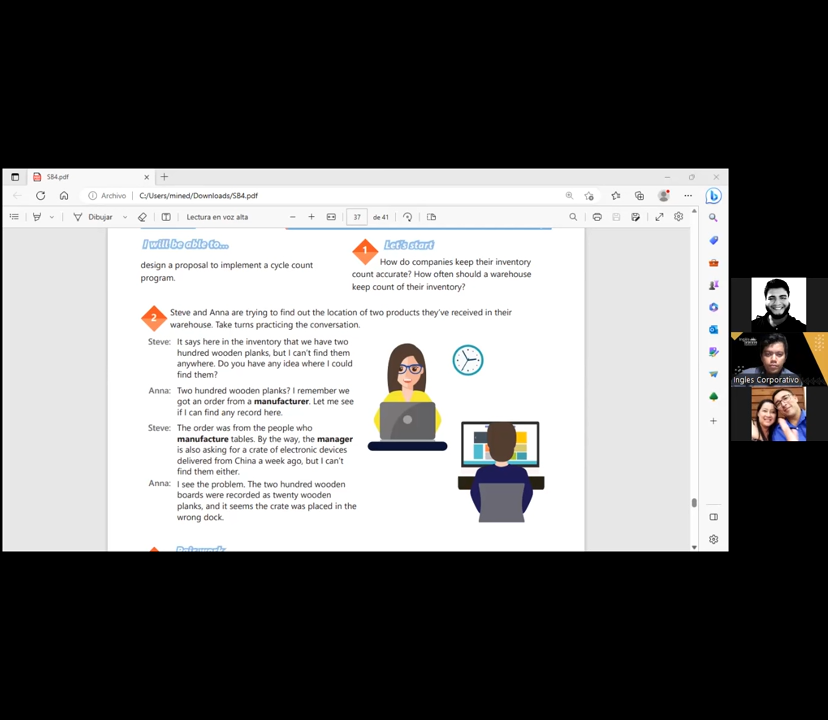 S84.pdf
Archivo
C:/Users/mined/Downloads/S84.pdf
Dibujar
Lectura en voz alta
37
de 41
I will be able to...
design a proposal to implement a cycle count
program.
1
Let's start
How do companies keep their inventory
count accurate? How often should a warehouse
keep count of their inventory?
2
Steve and Anna are trying to find out the location of two products they've received in their
warehouse. Take turns practicing the conversation.
Steve: It says here in the inventory that we have two
hundred wooden planks, but I can't find them
anywhere. Do you have any idea where I could
find them?
Anna: Two hundred wooden planks? I remember we
got an order from a manufacturer. Let me see
if I can find any record here.
Steve: The order was from the people who
manufacture tables. By the way, the manager
is also asking for a crate of electronic devices
delivered from China a week ago, but I can't
find them either.
Anna: I see the problem. The two hundred wooden
boards were recorded as twenty wooden
planks, and it seems the crate was placed in the
wrong dock.
Ingles Corporativo